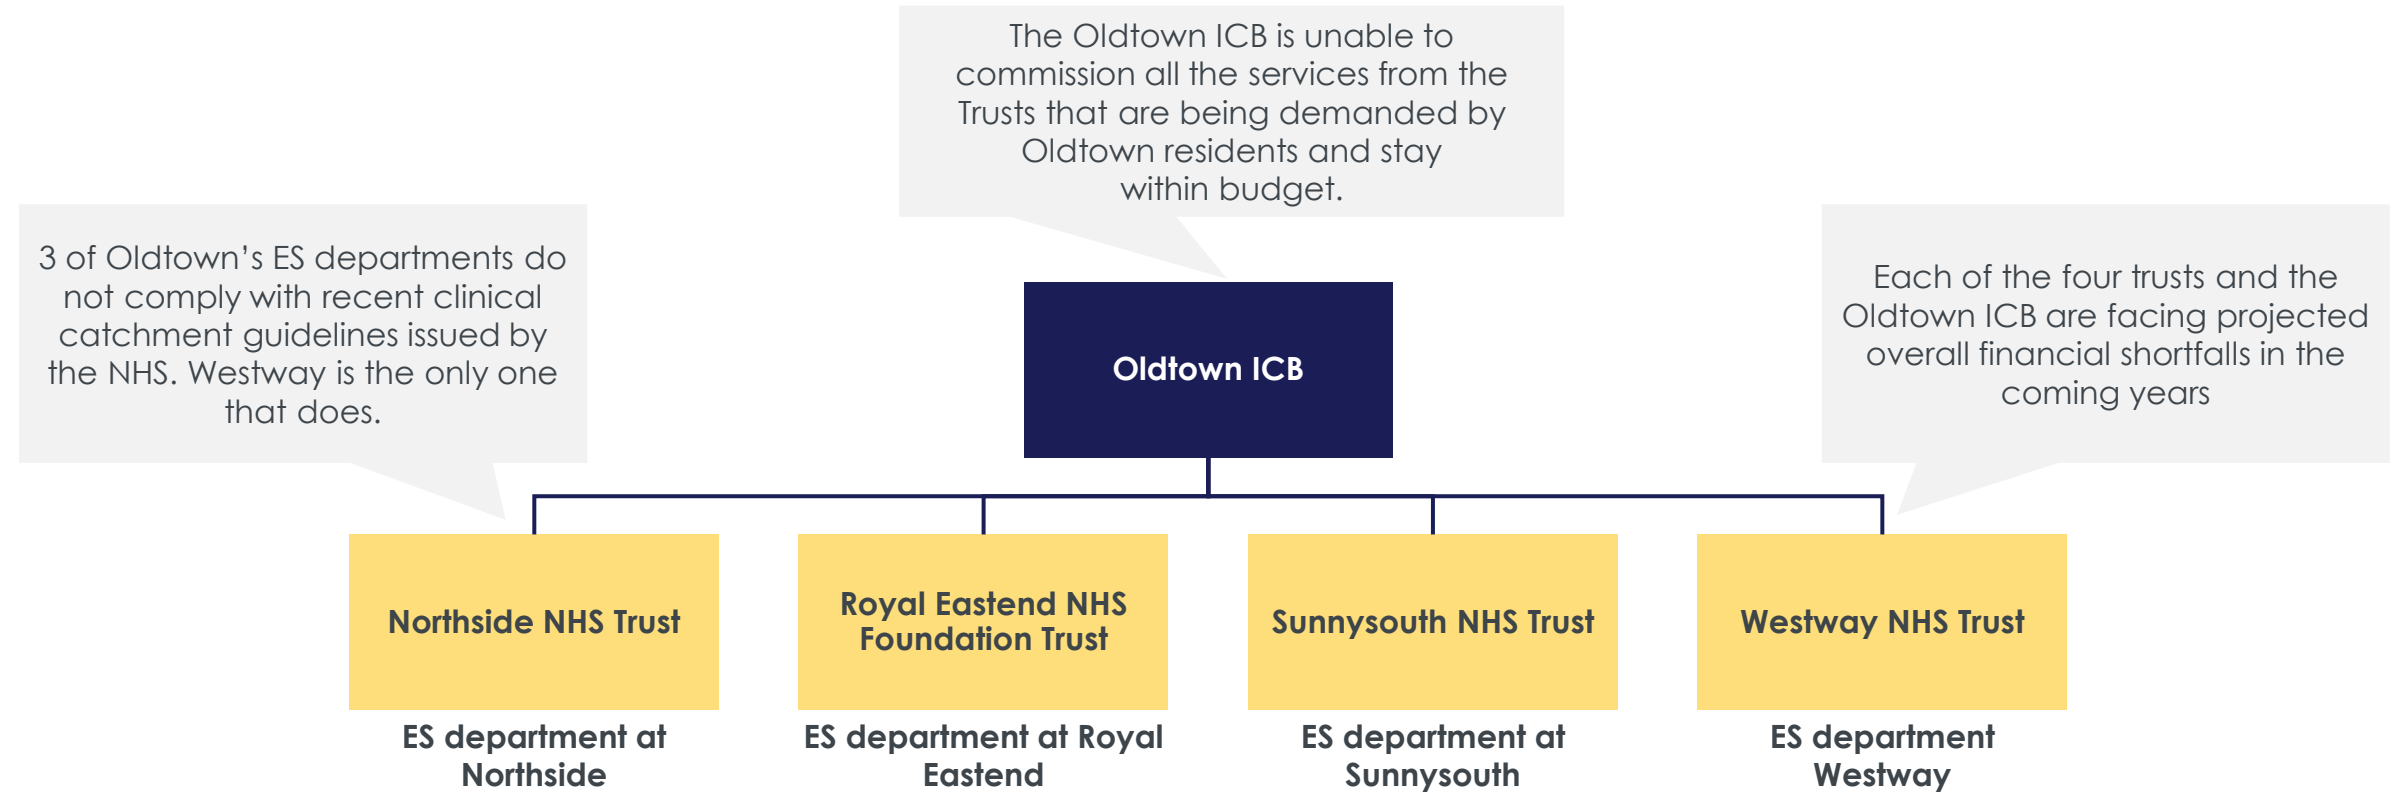 The Oldtown ICB is unable to
commission all the services from the
Trusts that are being demanded by
Oldtown residents and stay
within budget.
3 of Oldtown’s ES departments do
not comply with recent clinical
catchment guidelines issued by
the NHS. Westway is the only one
that does.
Each of the four trusts and the
Oldtown ICB are facing projected
overall financial shortfalls in the
coming years
Oldtown ICB
Northside NHS Trust
Royal Eastend NHS
Foundation Trust
Sunnysouth NHS Trust
Westway NHS Trust
ES department at
Northside
ES department at Royal
Eastend
ES department at
Sunnysouth
ES department
Westway